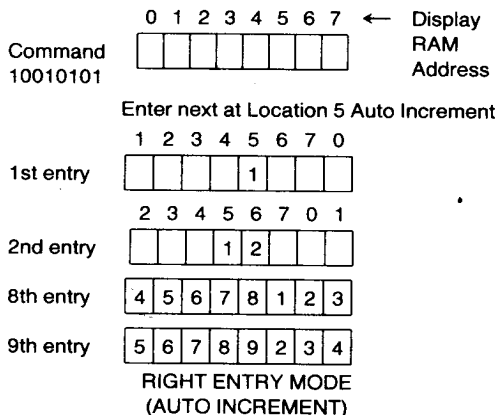 0 1 2 3 4 5 6 7 ← Display
RAM
Address
Command
10010101
Enter next at Location 5 Auto Increment
1 2 3 4 5 6 7 0
1st entry 1
2 3 4 5 6 7 0 1
2nd entry 1 2
8th entry 4 5 6 7 8 1 2 3
9th entry 5 6 7 8 9 2 3 4
RIGHT ENTRY MODE
(AUTO INCREMENT)